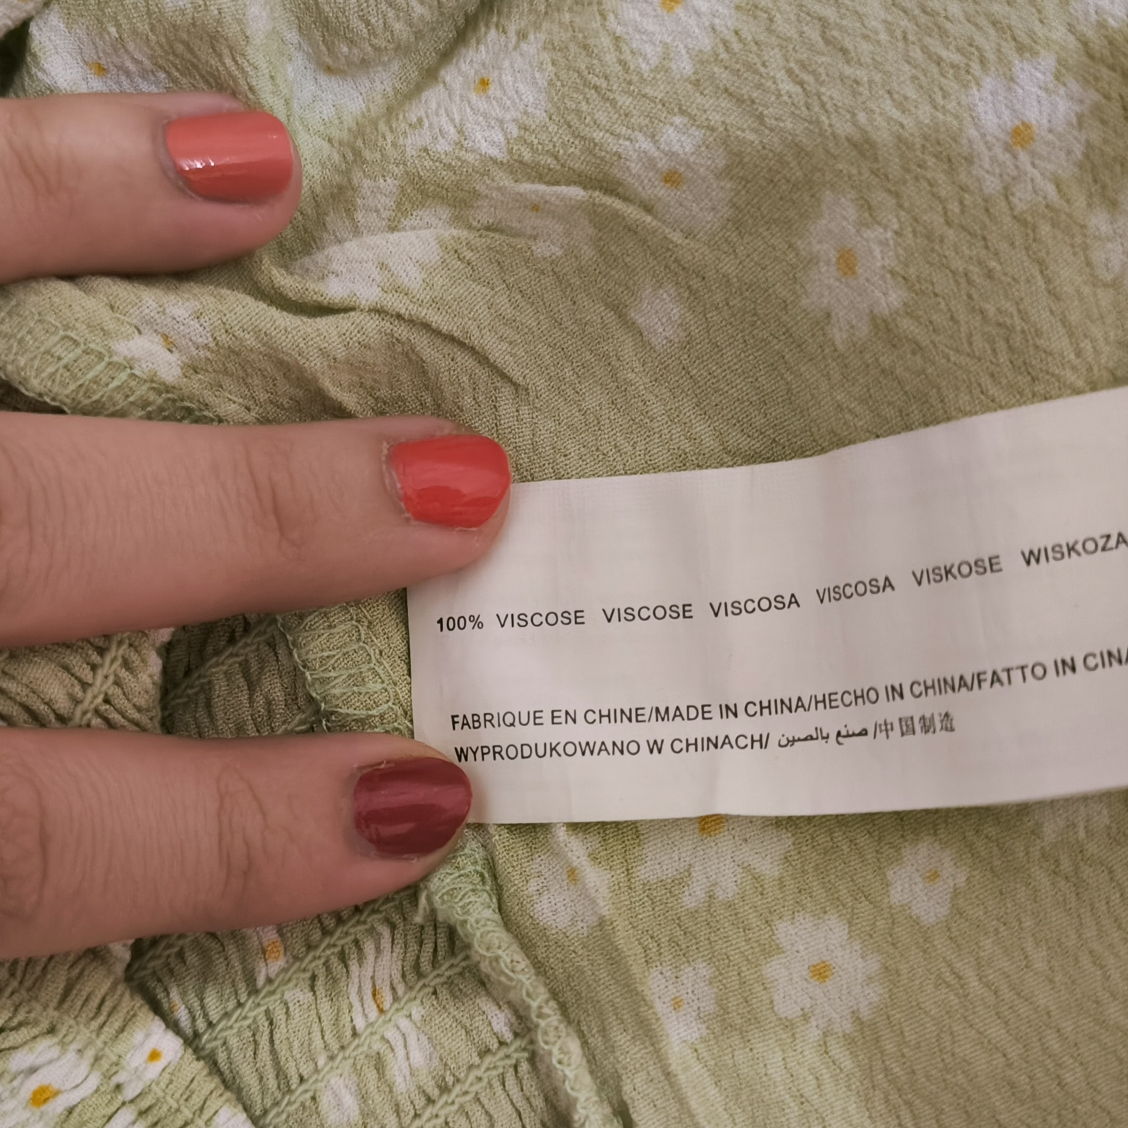 100% VISCOSE VISCOSE VISCOSA VISCOSA VISKOSE WISKOZA
FABRIQUE EN CHINE/MADE IN CHINA/HECHO IN CHINA/FATTO IN CINA
WYPRODUKOWANO W CHINACH/ صنع بالصين /中国制造